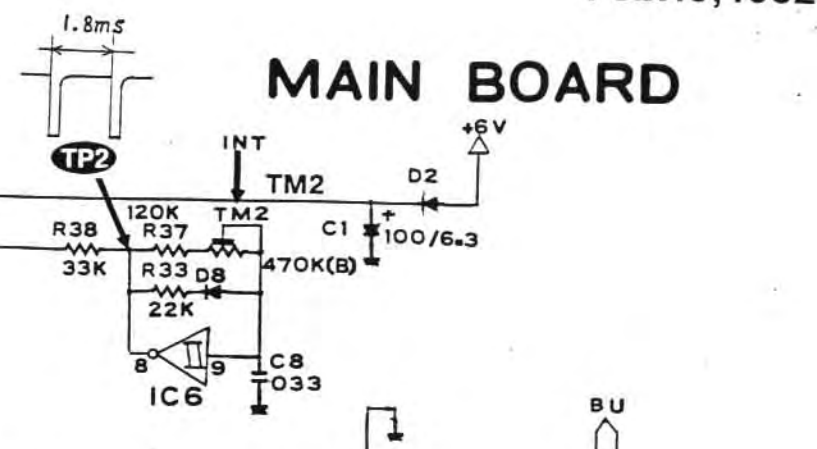 1.8ms
MAIN BOARD
TP2
INT
+6V
TM2
D2
120K
TM2
R38
R37
C1
+
100/6.3
33K
470K(B)
R33
D8
22K
8
9
C8
033
IC6
BU